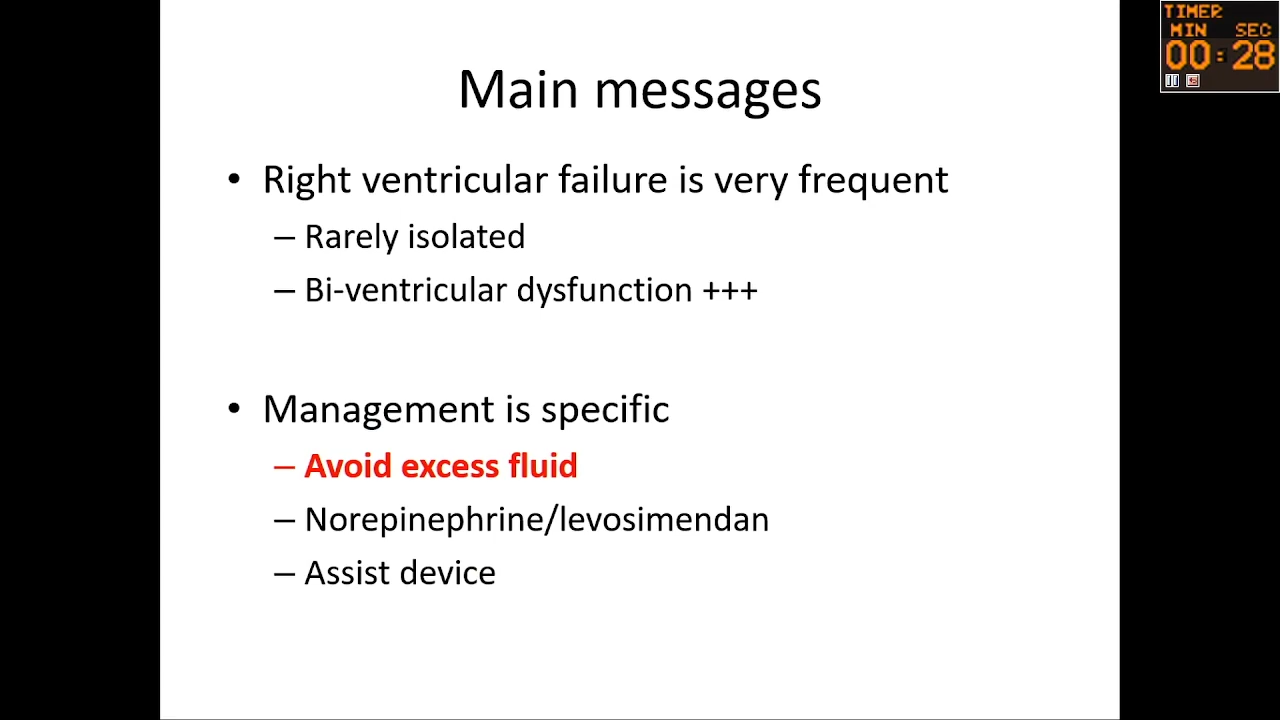 Main messages
• Right ventricular failure is very frequent
– Rarely isolated
– Bi-ventricular dysfunction +++
• Management is specific
– Avoid excess fluid
– Norepinephrine/levosimendan
– Assist device
TIMER
MIN SEC
00:28